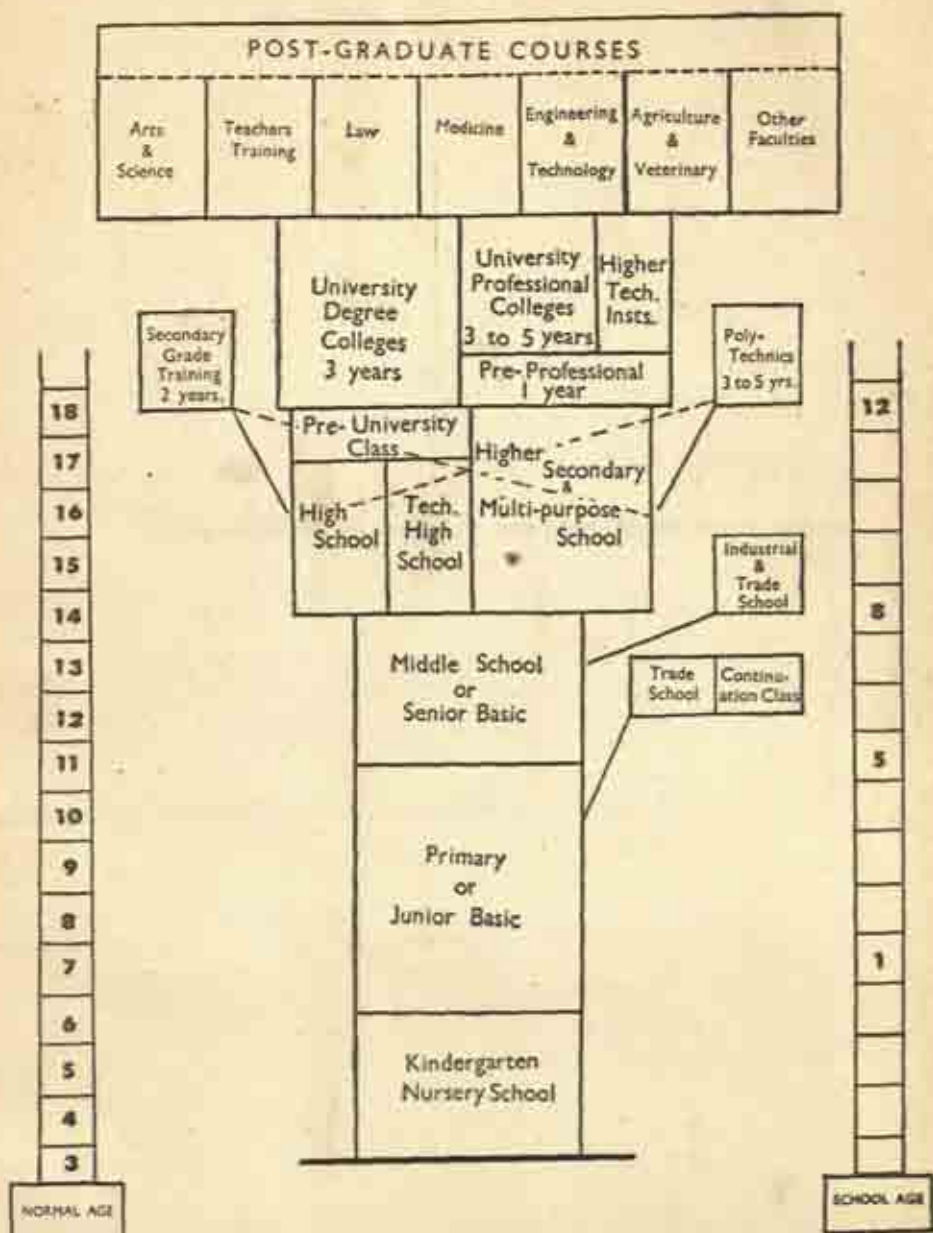 POST-GRADUATE COURSES
Arts
&
Science
Teachers
Training
Law
Medicine
Engineering
&
Technology
Agriculture
&
Veterinary
Other
Faculties
University
Degree
Colleges
3 years
University
Professional
Colleges
3 to 5 years
Higher
Tech.
Insts.
Pre-Professional
1 year
Secondary
Grade
Training
2 years.
Poly-
Technics
3 to 5 yrs.
Pre-University
Class
High
School
Tech.
High
School
Higher
Secondary
&
Multi-purpose
School
Industrial
&
Trade
School
Middle School
or
Senior Basic
Trade
School
Continu-
ation Class
Primary
or
Junior Basic
Kindergarten
Nursery School
18
17
16
15
14
13
12
11
10
9
8
7
6
5
4
3
NORMAL AGE
12
8
5
1
SCHOOL AGE